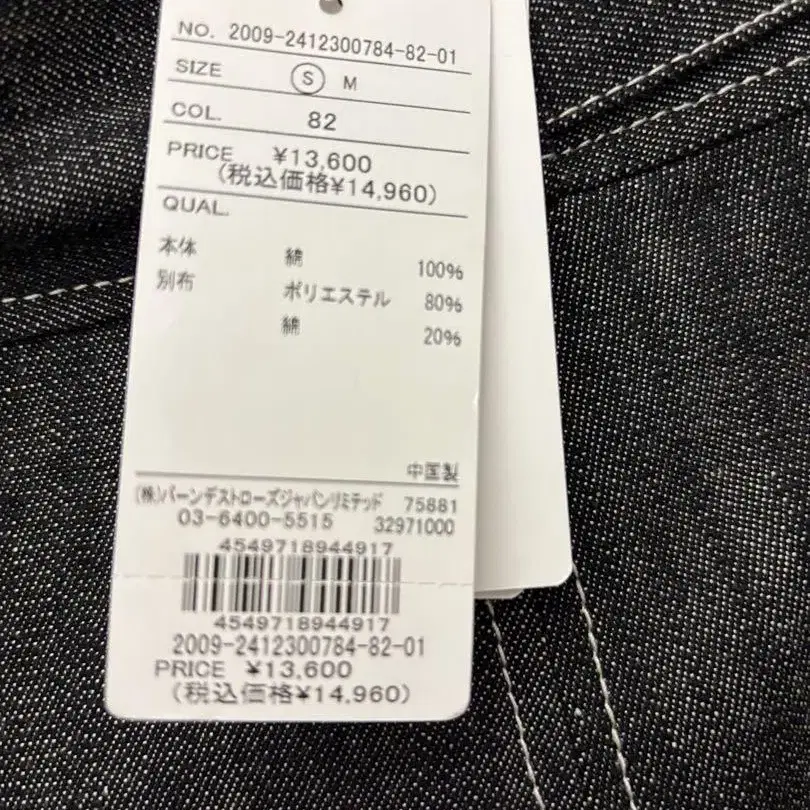 NO. 2009-2412300784-82-01
SIZE Ⓢ M
COL. 82
PRICE ¥13,600
(税込価格¥14,960)
QUAL.
本体 綿 100%
別布 ポリエステル 80%
綿 20%
中国製
(株)バーンデストローズジャパンリミテッド 75881
03-6400-5515 32971000
4549718944917
4549718944917
2009-2412300784-82-01
PRICE ¥13,600
(税込価格¥14,960)